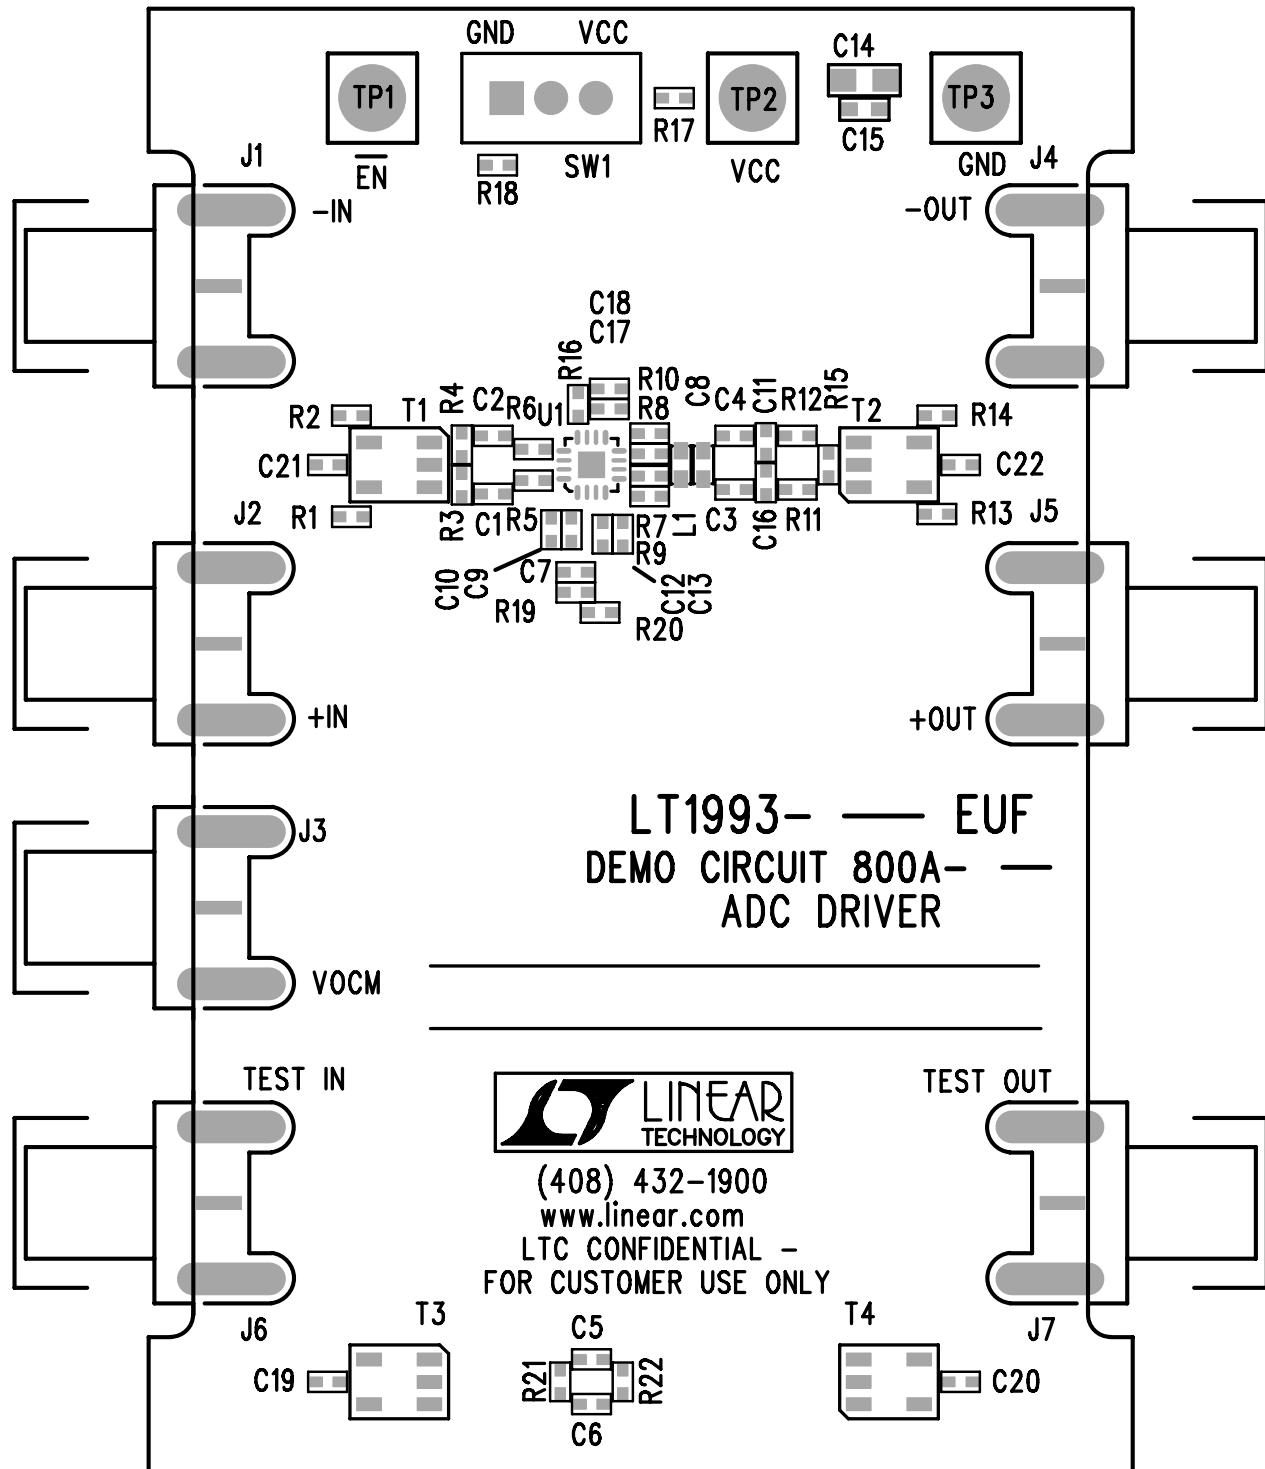 GND VCC
C14
TP1
TP2
TP3
R17
C15
J1
EN
R18
SW1
VCC
GND
J4
-IN
-OUT
C18
C17
R16
R10
R8
R4
C2
R6
U1
C8
C4
C11
R12
R15
T2
R2
T1
R14
C21
C22
J2
R1
R3
C1
R5
R7
L1
C3
C16
R11
R13
J5
R9
C10
C9
C7
C12
C13
R19
R20
+IN
+OUT
LT1993- —— EUF
DEMO CIRCUIT 800A- —
ADC DRIVER
J3
VOCM
TEST IN
TEST OUT
LINEAR
TECHNOLOGY
(408) 432-1900
www.linear.com
LTC CONFIDENTIAL -
FOR CUSTOMER USE ONLY
J6
T3
C5
T4
J7
C19
R21
R22
C20
C6